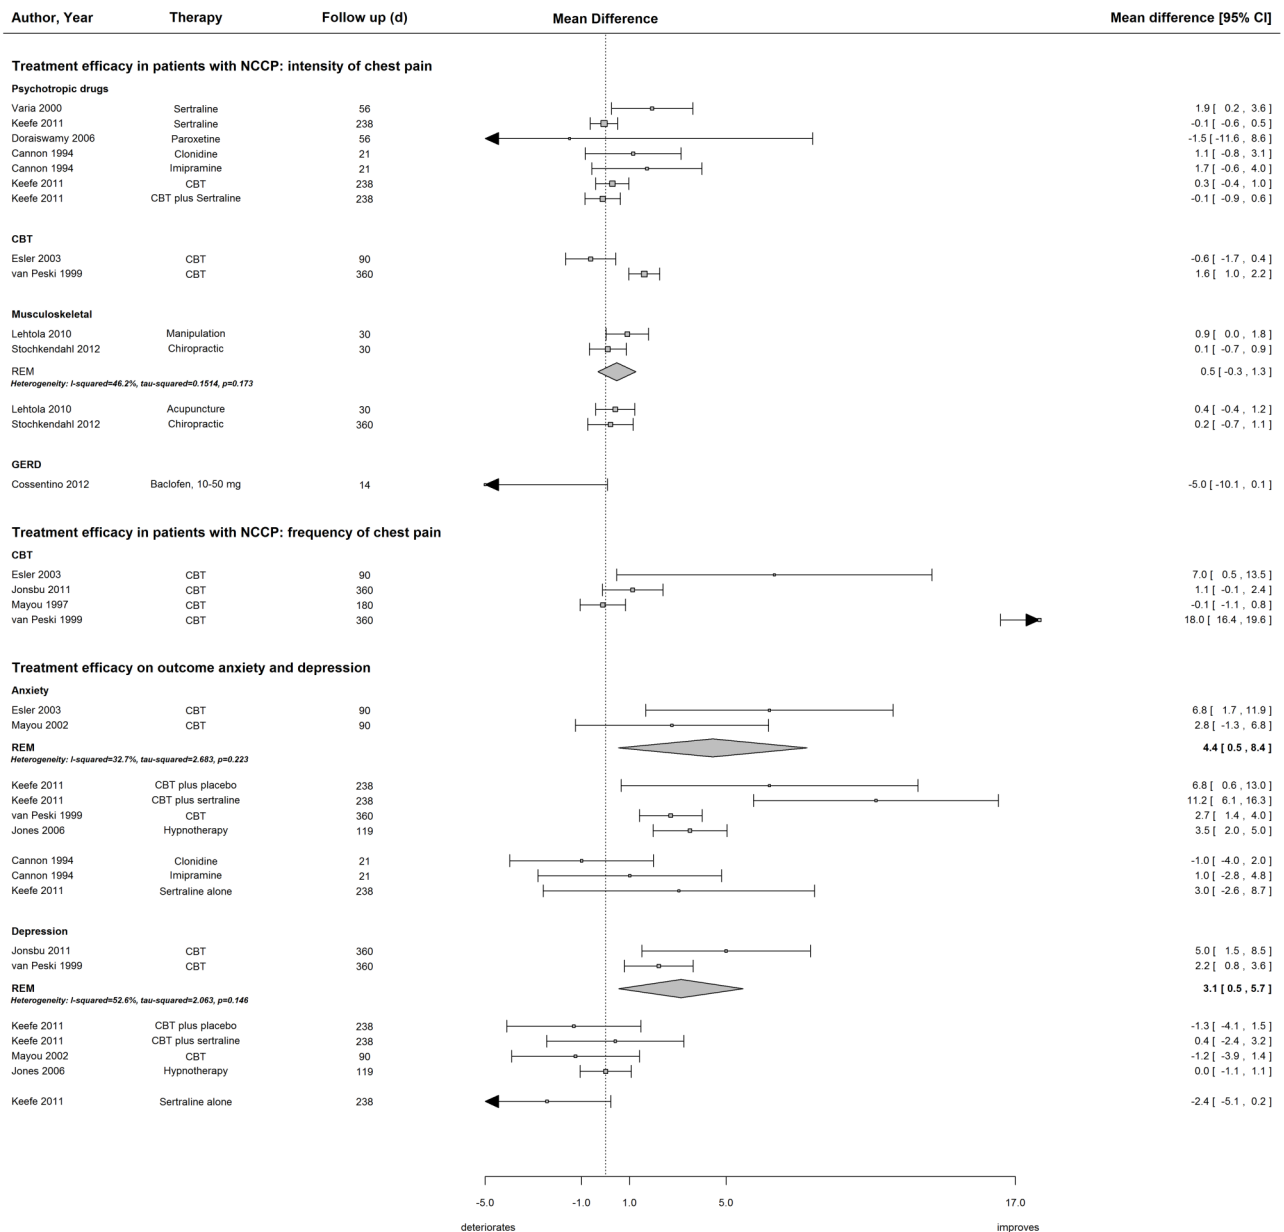 Author, Year Therapy Follow up (d) Mean Difference Mean difference [95% CI]
Treatment efficacy in patients with NCCP: intensity of chest pain
Psychotropic drugs
Varia 2000 Sertraline 56 1.9 [ 0.2 , 3.6 ]
Keefe 2011 Sertraline 238 -0.1 [ -0.6 , 0.5 ]
Doraiswamy 2006 Paroxetine 56 -1.5 [ -11.6 , 8.6 ]
Cannon 1994 Clonidine 21 1.1 [ -0.8 , 3.1 ]
Cannon 1994 Imipramine 21 1.7 [ -0.6 , 4.0 ]
Keefe 2011 CBT 238 0.3 [ -0.4 , 1.0 ]
Keefe 2011 CBT plus Sertraline 238 -0.1 [ -0.9 , 0.6 ]
CBT
Esler 2003 CBT 90 -0.6 [ -1.7 , 0.4 ]
van Peski 1999 CBT 360 1.6 [ 1.0 , 2.2 ]
Musculoskeletal
Lehtola 2010 Manipulation 30 0.9 [ 0.0 , 1.8 ]
Stochkendahl 2012 Chiropractic 30 0.1 [ -0.7 , 0.9 ]
REM 0.5 [ -0.3 , 1.3 ]
Heterogeneity: I-squared=46.2%, tau-squared=0.1514, p=0.173
Lehtola 2010 Acupuncture 30 0.4 [ -0.4 , 1.2 ]
Stochkendahl 2012 Chiropractic 360 0.2 [ -0.7 , 1.1 ]
GERD
Cossentino 2012 Baclofen, 10-50 mg 14 -5.0 [ -10.1 , 0.1 ]
Treatment efficacy in patients with NCCP: frequency of chest pain
CBT
Esler 2003 CBT 90 7.0 [ 0.5 , 13.5 ]
Jonsbu 2011 CBT 360 1.1 [ -0.1 , 2.4 ]
Mayou 1997 CBT 180 -0.1 [ -1.1 , 0.8 ]
van Peski 1999 CBT 360 18.0 [ 16.4 , 19.6 ]
Treatment efficacy on outcome anxiety and depression
Anxiety
Esler 2003 CBT 90 6.8 [ 1.7 , 11.9 ]
Mayou 2002 CBT 90 2.8 [ -1.3 , 6.8 ]
REM 4.4 [ 0.5 , 8.4 ]
Heterogeneity: I-squared=32.7%, tau-squared=2.683, p=0.223
Keefe 2011 CBT plus placebo 238 6.8 [ 0.6 , 13.0 ]
Keefe 2011 CBT plus sertraline 238 11.2 [ 6.1 , 16.3 ]
van Peski 1999 CBT 360 2.7 [ 1.4 , 4.0 ]
Jones 2006 Hypnotherapy 119 3.5 [ 2.0 , 5.0 ]
Cannon 1994 Clonidine 21 -1.0 [ -4.0 , 2.0 ]
Cannon 1994 Imipramine 21 1.0 [ -2.8 , 4.8 ]
Keefe 2011 Sertraline alone 238 3.0 [ -2.6 , 8.7 ]
Depression
Jonsbu 2011 CBT 360 5.0 [ 1.5 , 8.5 ]
van Peski 1999 CBT 360 2.2 [ 0.8 , 3.6 ]
REM 3.1 [ 0.5 , 5.7 ]
Heterogeneity: I-squared=52.6%, tau-squared=2.063, p=0.146
Keefe 2011 CBT plus placebo 238 -1.3 [ -4.1 , 1.5 ]
Keefe 2011 CBT plus sertraline 238 0.4 [ -2.4 , 3.2 ]
Mayou 2002 CBT 90 -1.2 [ -3.9 , 1.4 ]
Jones 2006 Hypnotherapy 119 0.0 [ -1.1 , 1.1 ]
Keefe 2011 Sertraline alone 238 -2.4 [ -5.1 , 0.2 ]
-5.0 -1.0 1.0 5.0 17.0
deteriorates improves